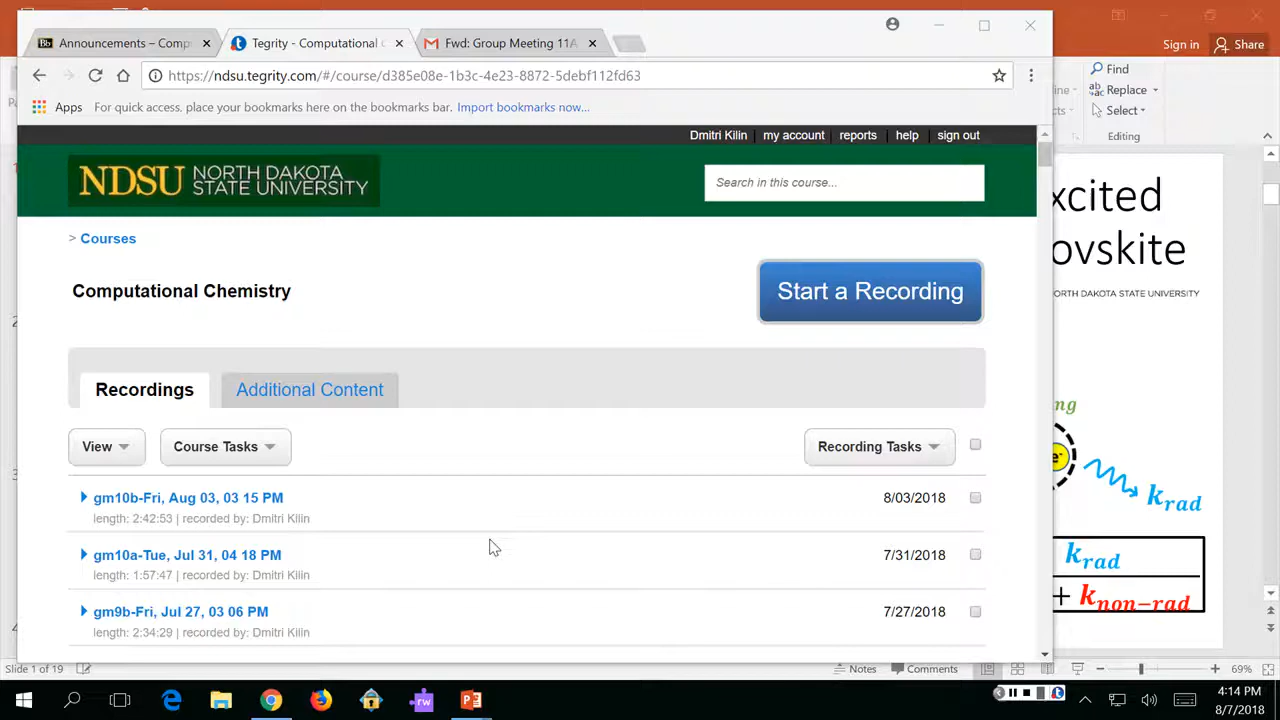 Announcements – Comp
Tegrity - Computational c
Fwd: Group Meeting 11A
Sign in
Share
https://ndsu.tegrity.com/#/course/d385e08e-1b3c-4e23-8872-5debf112fd63
Find
Replace
Select
Editing
Apps
For quick access, place your bookmarks here on the bookmarks bar.
Import bookmarks now...
Dmitri Kilin | my account | reports | help | sign out
NDSU NORTH DAKOTA
STATE UNIVERSITY
Search in this course...
xcited
ovskite
ORTH DAKOTA STATE UNIVERSITY
> Courses
Computational Chemistry
Start a Recording
Recordings
Additional Content
ng
e-
k_rad
View
Course Tasks
Recording Tasks
gm10b-Fri, Aug 03, 03 15 PM
8/03/2018
length: 2:42:53 | recorded by: Dmitri Kilin
gm10a-Tue, Jul 31, 04 18 PM
7/31/2018
length: 1:57:47 | recorded by: Dmitri Kilin
gm9b-Fri, Jul 27, 03 06 PM
7/27/2018
length: 2:34:29 | recorded by: Dmitri Kilin
k_rad
+ k_non-rad
Slide 1 of 19
Notes
Comments
69%
4:14 PM
8/7/2018